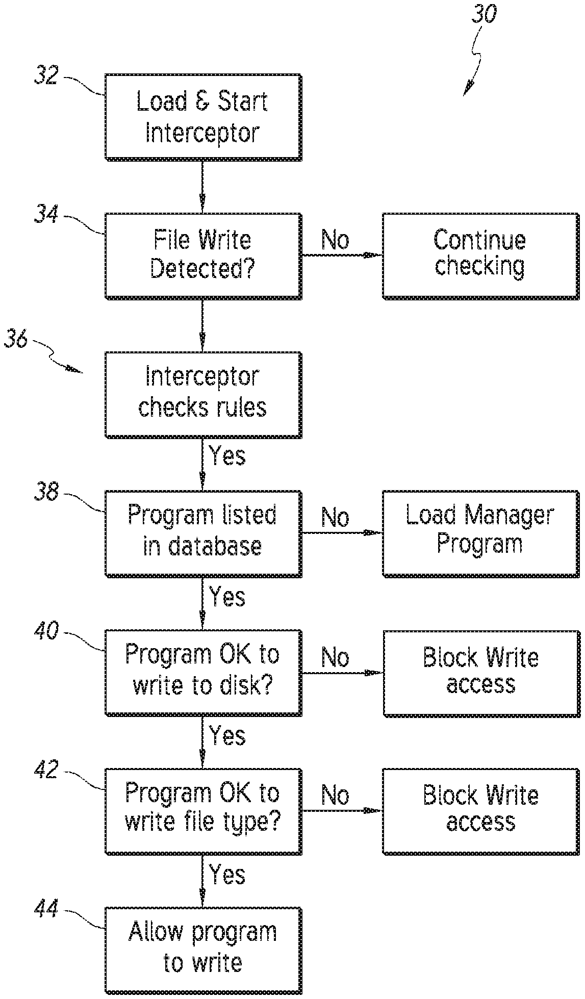 30
32
Load & Start
Interceptor
34
File Write
Detected?
No
Continue
checking
36
Interceptor
checks rules
Yes
38
Program listed
in database
No
Load Manager
Program
Yes
40
Program OK to
write to disk?
No
Block Write
access
Yes
42
Program OK to
write file type?
No
Block Write
access
Yes
44
Allow program
to write